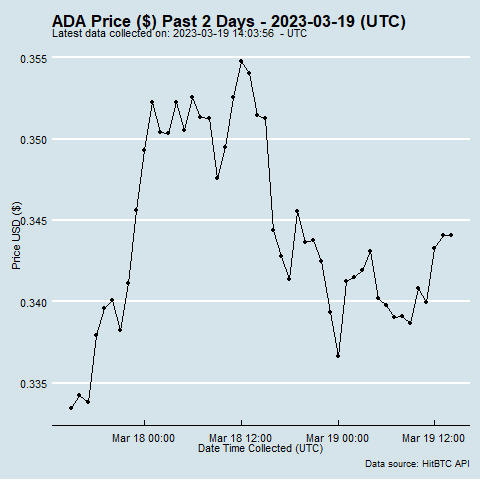 ADA Price ($) Past 2 Days - 2023-03-19 (UTC)
Latest data collected on: 2023-03-19 14:03:56 - UTC
0.355
0.350
0.345
0.340
0.335
Price USD ($)
Mar 18 00:00 Mar 18 12:00 Mar 19 00:00 Mar 19 12:00
Date Time Collected (UTC)
Data source: HitBTC API